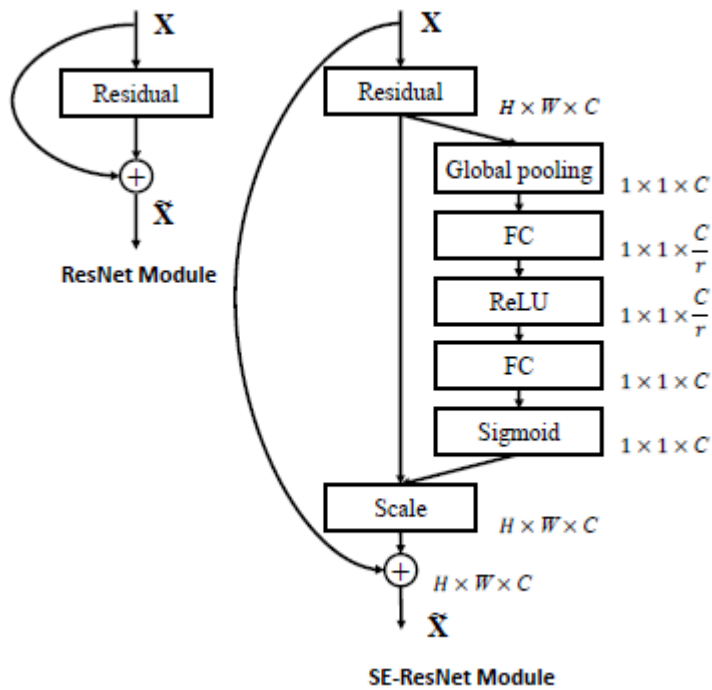 X
Residual
+
X̃
ResNet Module
X
Residual
H × W × C
Global pooling
1 × 1 × C
FC
1 × 1 × C/r
ReLU
1 × 1 × C/r
FC
1 × 1 × C
Sigmoid
1 × 1 × C
Scale
H × W × C
+
H × W × C
X̃
SE-ResNet Module